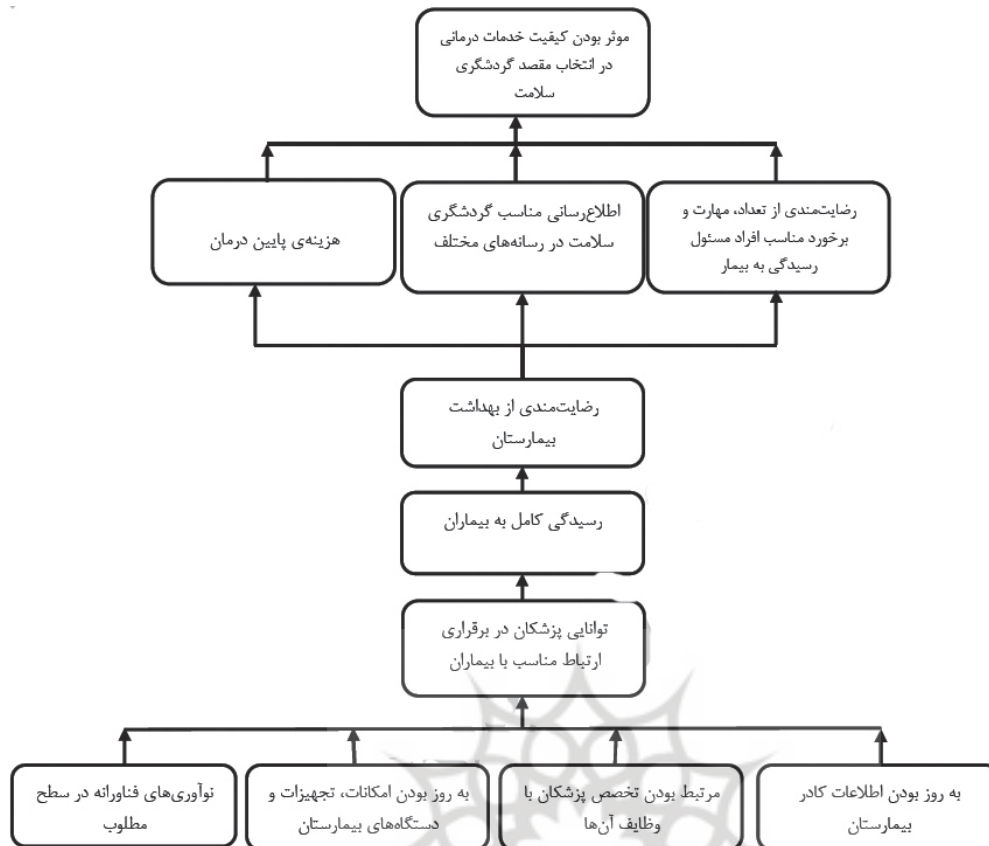 موثر بودن کیفیت خدمات درمانی
در انتخاب مقصد گردشگری
سلامت
رضایت‌مندی از تعداد، مهارت و
برخورد مناسب افراد مسئول
رسیدگی به بیمار
اطلاع‌رسانی مناسب گردشگری
سلامت در رسانه‌های مختلف
هزینه‌ی پایین درمان
رضایت‌مندی از بهداشت
بیمارستان
رسیدگی کامل به بیماران
توانایی پزشکان در برقراری
ارتباط مناسب با بیماران
به روز بودن اطلاعات کادر
بیمارستان
مرتبط بودن تخصص پزشکان با
وظایف آن‌ها
به روز بودن امکانات، تجهیزات و
دستگاه‌های بیمارستان
نوآوری‌های فناورانه در سطح
مطلوب